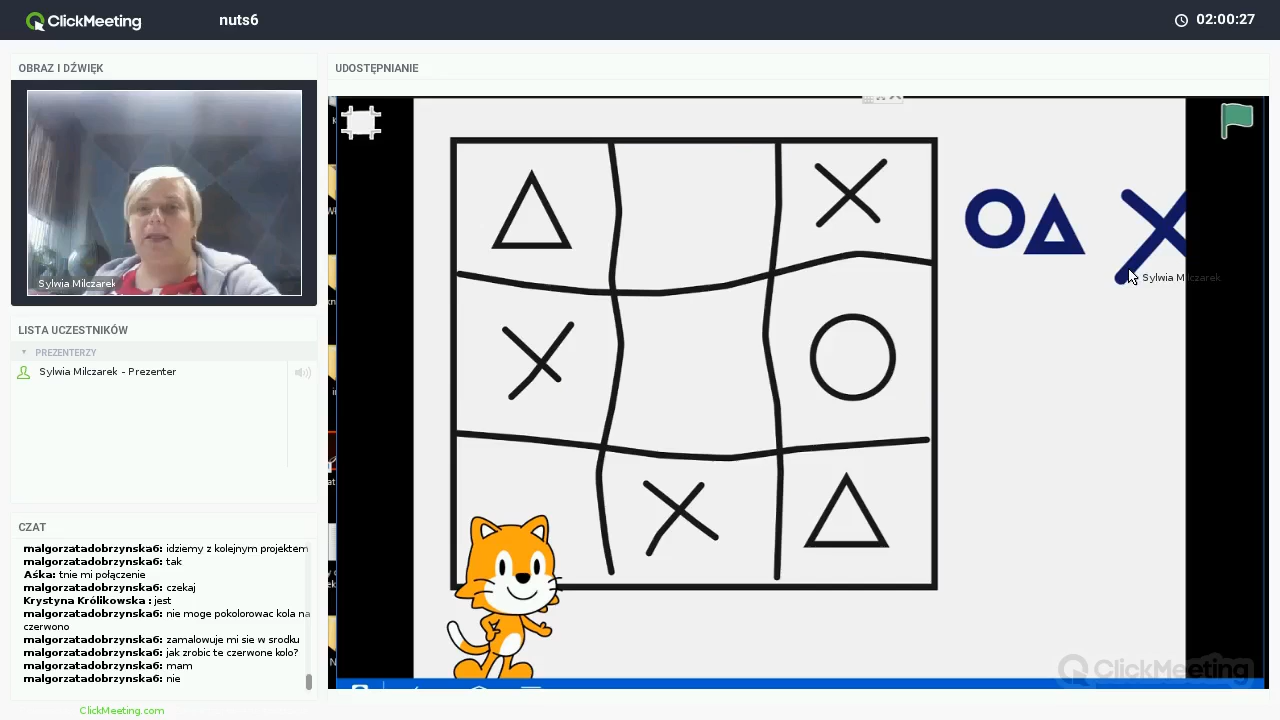 ClickMeeting
nuts6
02:00:27
OBRAZ I DŹWIĘK
UDOSTĘPNIANIE
Sylwia Milczarek
Sylwia Milczarek
LISTA UCZESTNIKÓW
PREZENTERZY
Sylwia Milczarek - Prezenter
CZAT
malgorzatadobrzynska6: idziemy z kolejnym projektem
malgorzatadobrzynska6: tak
Aśka: tnie mi połączenie
malgorzatadobrzynska6: czekaj
Krystyna Królikowska : jest
malgorzatadobrzynska6: nie moge pokolorowac kola na
czerwono
malgorzatadobrzynska6: zamalowuje mi sie w srodku
malgorzatadobrzynska6: jak zrobic te czerwone kolo?
malgorzatadobrzynska6: mam
malgorzatadobrzynska6: nie
ClickMeeting
ClickMeeting.com